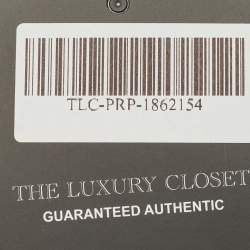 TLC-PRP-1862154
THE LUXURY CLOSET
GUARANTEED AUTHENTIC